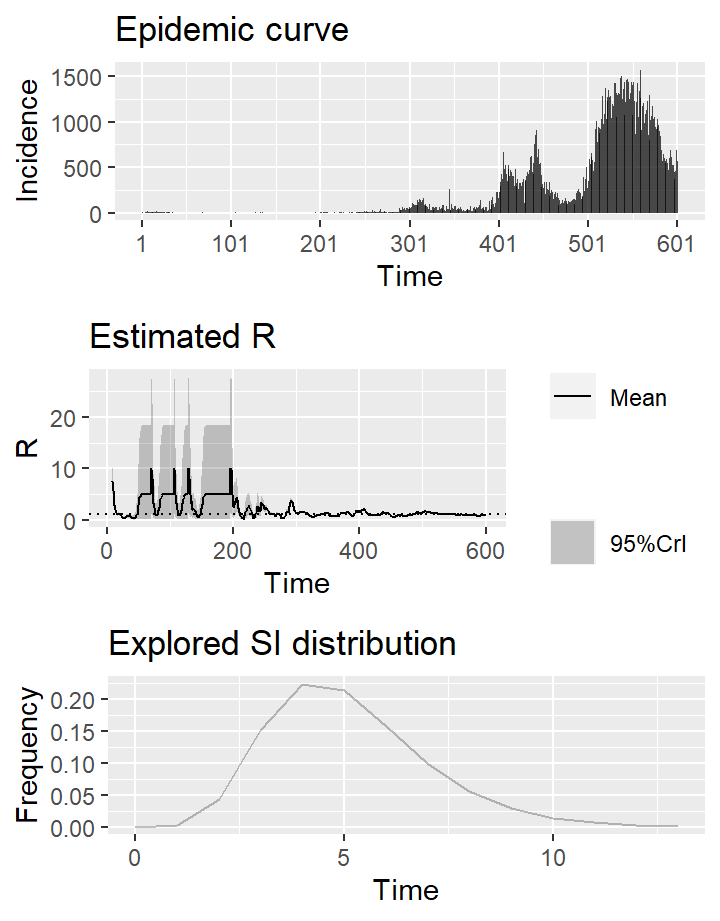 Epidemic curve
Incidence
1500
1000
500
0
1 101 201 301 401 501 601
Time
Estimated R
R
20
10
0
0 200 400 600
Time
Mean
95%CrI
Explored SI distribution
Frequency
0.20
0.15
0.10
0.05
0.00
0 5 10
Time